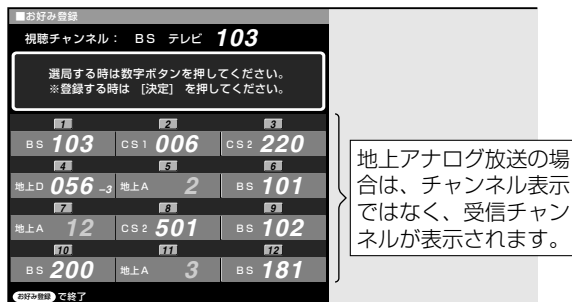 ■お好み登録
視聴チャンネル： BS テレビ 103
選局する時は数字ボタンを押してください。
※登録する時は [決定] を押してください。
1 2 3
BS 103 CS1 006 CS2 220
4 5 6
地上D 056-3 地上A 2 BS 101
7 8 9
地上A 12 CS2 501 BS 102
10 11 12
BS 200 地上A 3 BS 181
お好み登録 で終了
地上アナログ放送の場
合は、チャンネル表示
ではなく、受信チャン
ネルが表示されます。